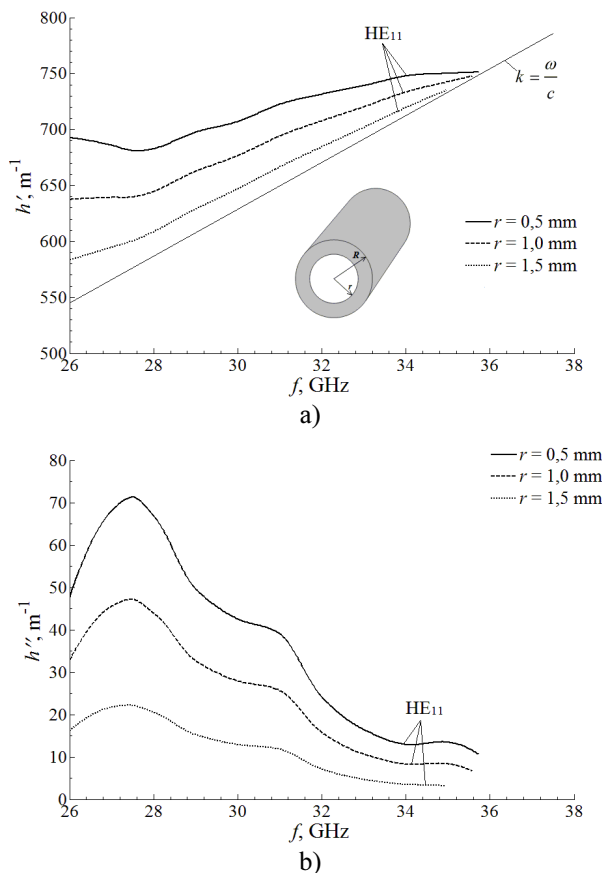 800
750
700
650
600
550
500
h′, m⁻¹
HE₁₁
k = ω/c
r = 0,5 mm
r = 1,0 mm
r = 1,5 mm
R
r
26 28 30 32 34 36 38
f, GHz
a)
r = 0,5 mm
r = 1,0 mm
r = 1,5 mm
80
70
60
50
40
30
20
10
0
h″, m⁻¹
HE₁₁
26 28 30 32 34 36 38
f, GHz
b)